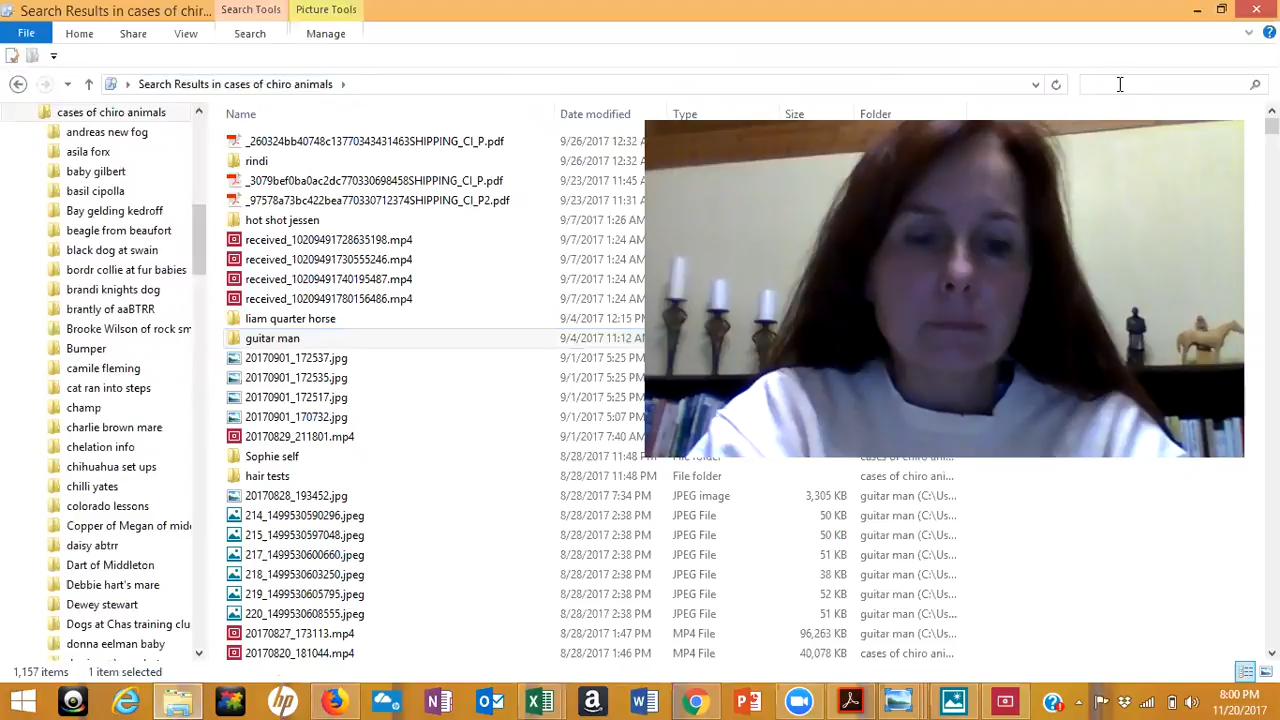 Search Results in cases of chir...
Search Tools
Picture Tools
File
Home
Share
View
Search
Manage
Search Results in cases of chiro animals
cases of chiro animals
andreas new fog
asila forx
baby gilbert
basil cipolla
Bay gelding kedroff
beagle from beaufort
black dog at swain
bordr collie at fur babies
brandi knights dog
brantly of aaBTRR
Brooke Wilson of rock sm
Bumper
camile fleming
cat ran into steps
champ
charlie brown mare
chelation info
chihuahua set ups
chilli yates
colorado lessons
Copper of Megan of midd
daisy abtrr
Dart of Middleton
Debbie hart's mare
Dewey stewart
Dogs at Chas training clu
donna eelman baby
Name Date modified Type Size Folder
_260324bb40748c1377034343­1463SHIPPING_CI_P.pdf 9/26/2017 12:32
rindi 9/26/2017 12:32
_3079bef0ba0ac2dc770330698458SHIPPING_CI_P.pdf 9/23/2017 11:45
_97578a73bc422bea770330712374SHIPPING_CI_P2.pdf 9/23/2017 11:31
hot shot jessen 9/7/2017 1:26 AM
received_10209491728635198.mp4 9/7/2017 1:24 AM
received_10209491730555246.mp4 9/7/2017 1:24 AM
received_10209491740195487.mp4 9/7/2017 1:24 AM
received_10209491780156486.mp4 9/7/2017 1:24 AM
liam quarter horse 9/4/2017 12:15 PM
guitar man 9/4/2017 11:12 AM
20170901_172537.jpg 9/1/2017 5:25 PM
20170901_172535.jpg 9/1/2017 5:25 PM
20170901_172517.jpg 9/1/2017 5:25 PM
20170901_170732.jpg 9/1/2017 5:07 PM
20170829_211801.mp4 9/1/2017 7:40 AM
Sophie self 8/28/2017 11:48 PM File folder cases of chiro ani...
hair tests 8/28/2017 11:48 PM File folder cases of chiro ani...
20170828_193452.jpg 8/28/2017 7:34 PM JPEG image 3,305 KB guitar man (C:\Us...
214_1499530590296.jpeg 8/28/2017 2:38 PM JPEG File 50 KB guitar man (C:\Us...
215_1499530597048.jpeg 8/28/2017 2:38 PM JPEG File 50 KB guitar man (C:\Us...
217_1499530600660.jpeg 8/28/2017 2:38 PM JPEG File 51 KB guitar man (C:\Us...
218_1499530603250.jpeg 8/28/2017 2:38 PM JPEG File 38 KB guitar man (C:\Us...
219_1499530605795.jpeg 8/28/2017 2:38 PM JPEG File 52 KB guitar man (C:\Us...
220_1499530608555.jpeg 8/28/2017 2:38 PM JPEG File 51 KB guitar man (C:\Us...
20170827_173113.mp4 8/28/2017 1:47 PM MP4 File 96,263 KB guitar man (C:\Us...
20170820_181044.mp4 8/28/2017 1:46 PM MP4 File 40,078 KB cases of chiro ani...
1,157 items 1 item selected
8:00 PM
11/20/2017